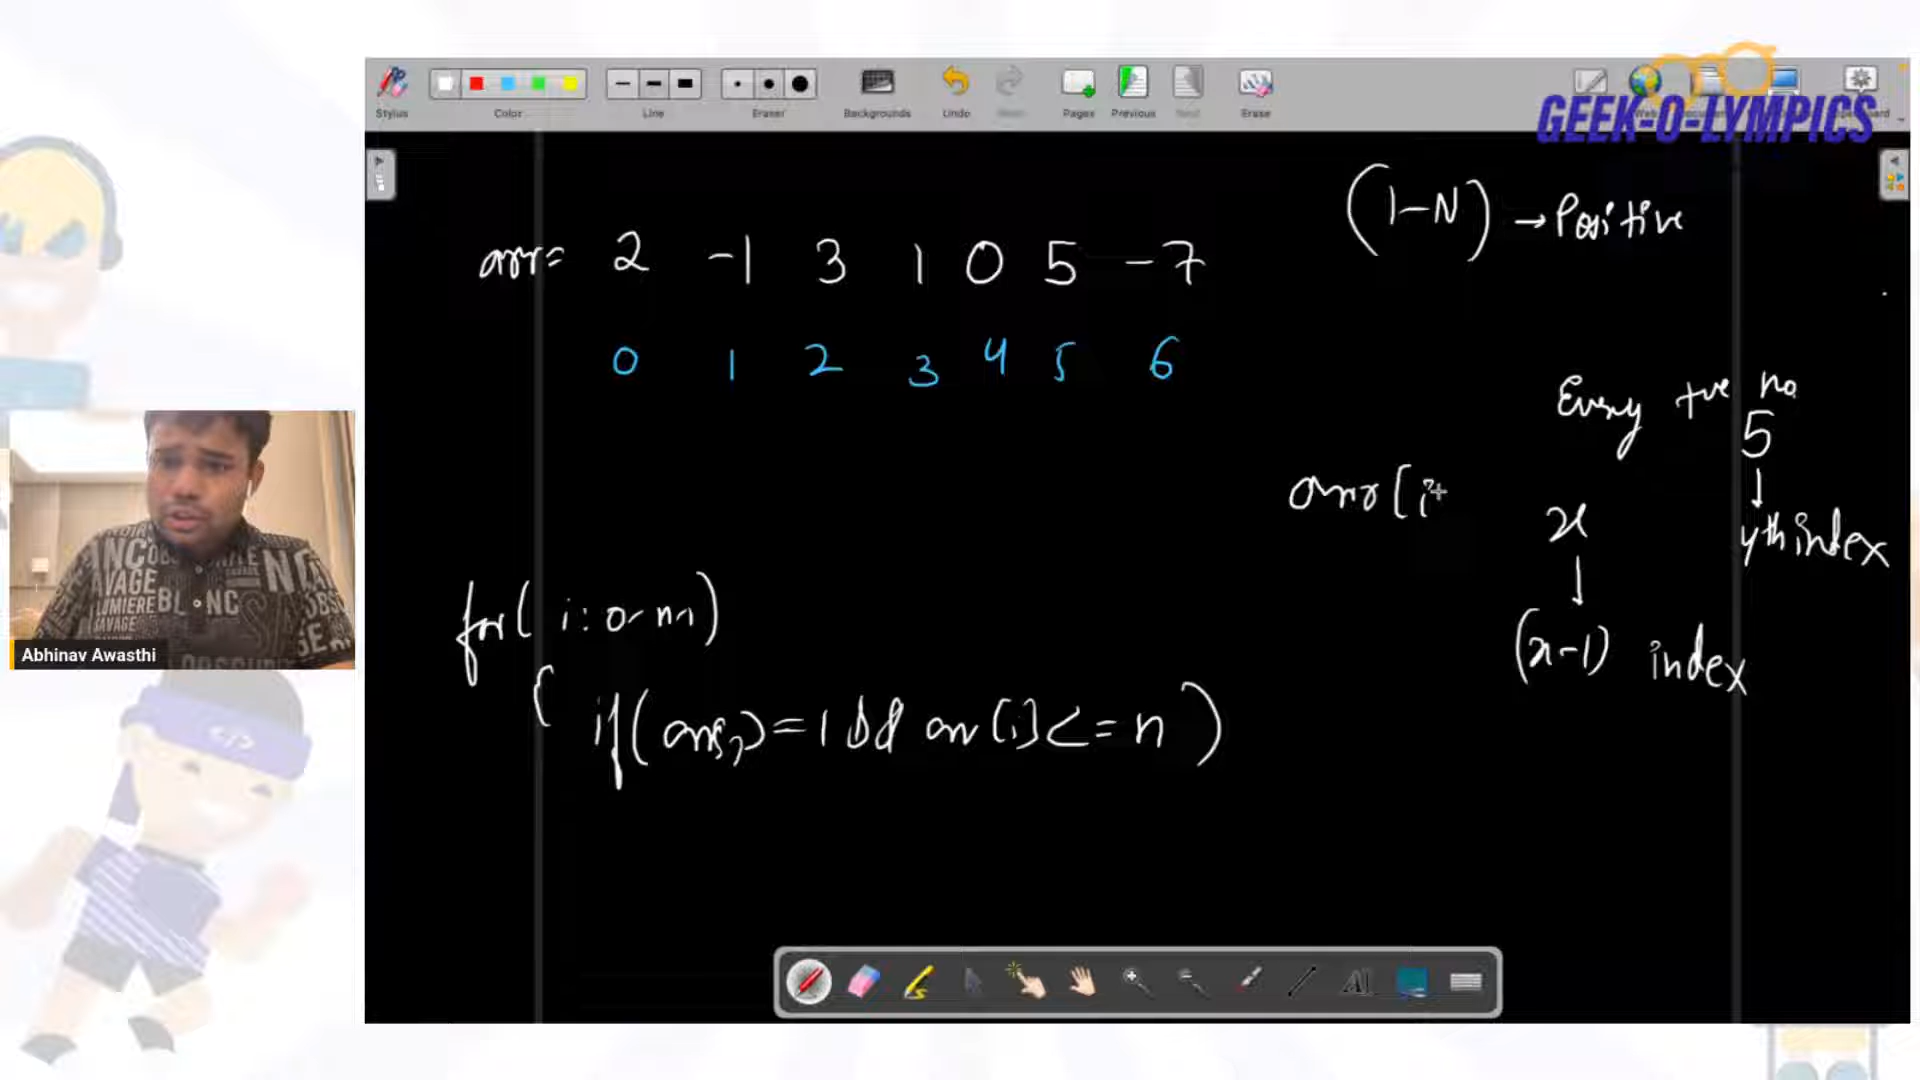 Stylus Color Line Eraser Backgrounds Undo Pages Previous Erase
GEEK-O-LYMPICS
(1-N) → Positive
arr= 2 -1 3 1 0 5 -7
0 1 2 3 4 5 6
Every +ve no
5
arr[i
x
4th index
for( i: 0-n-1)
(x-1) index
{
if( >=1 && arr[i]<=n )
Abhinav Awasthi